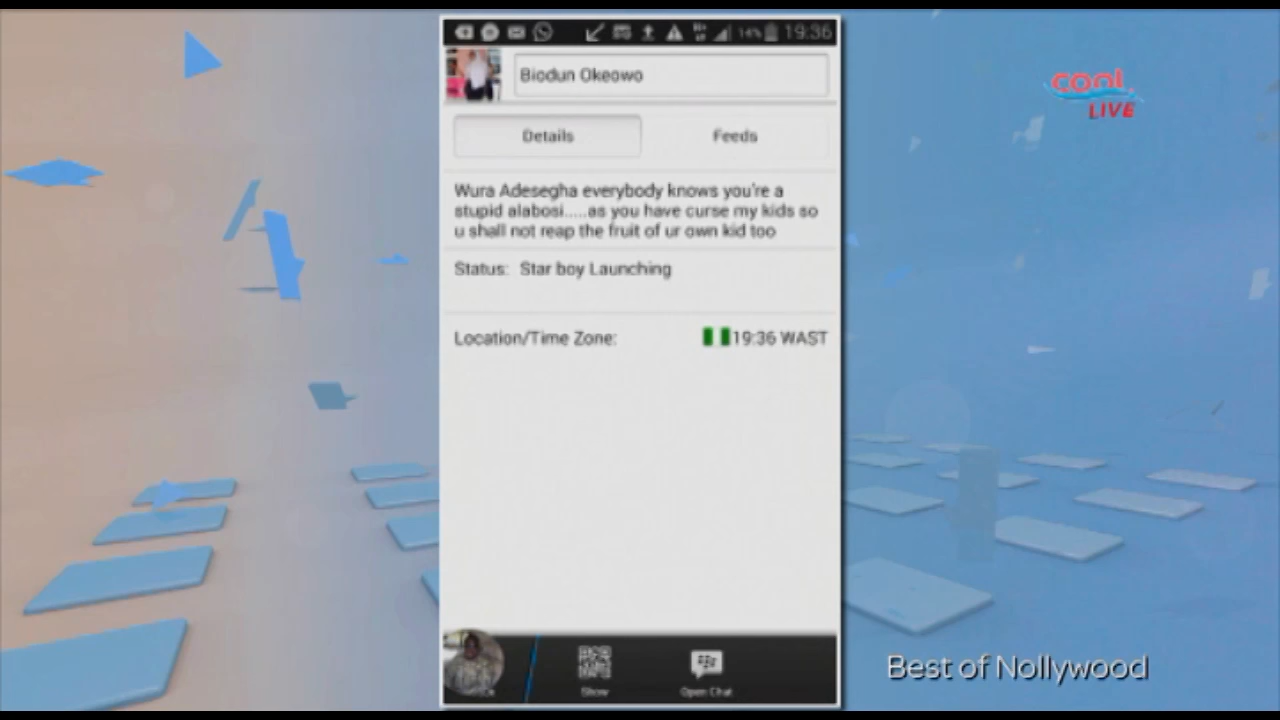 14%
19:36
Biodun Okeowo
Details
Feeds
Wura Adesegha everybody knows you're a
stupid alabosi.....as you have curse my kids so
u shall not reap the fruit of ur own kid too
Status: Star boy Launching
Location/Time Zone: 19:36 WAST
Show
Open Chat
cool.
LIVE
Best of Nollywood